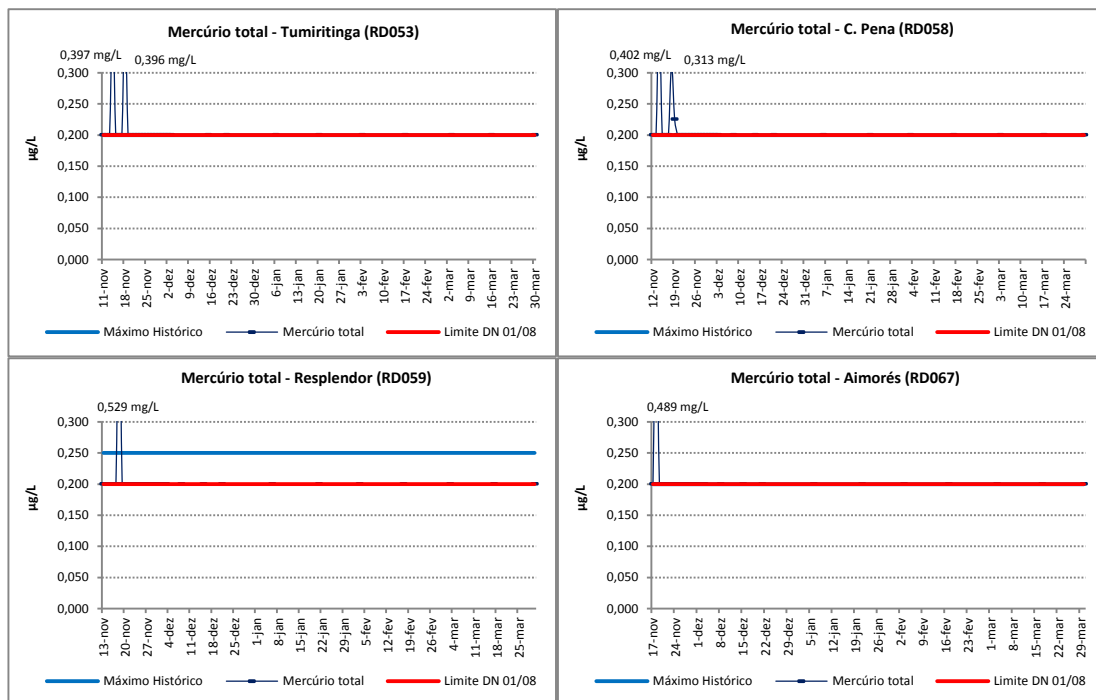 Mercúrio total - Tumiritinga (RD053)
0,397 mg/L
0,396 mg/L
0,300
0,250
0,200
0,150
0,100
0,050
0,000
µg/L
11-nov
18-nov
25-nov
2-dez
9-dez
16-dez
23-dez
30-dez
6-jan
13-jan
20-jan
27-jan
3-fev
10-fev
17-fev
24-fev
2-mar
9-mar
16-mar
23-mar
30-mar
Máximo Histórico Mercúrio total Limite DN 01/08
Mercúrio total - C. Pena (RD058)
0,402 mg/L
0,313 mg/L
0,300
0,250
0,200
0,150
0,100
0,050
0,000
µg/L
12-nov
19-nov
26-nov
3-dez
10-dez
17-dez
24-dez
31-dez
7-jan
14-jan
21-jan
28-jan
4-fev
11-fev
18-fev
25-fev
3-mar
10-mar
17-mar
24-mar
Máximo Histórico Mercúrio total Limite DN 01/08
Mercúrio total - Resplendor (RD059)
0,529 mg/L
0,300
0,250
0,200
0,150
0,100
0,050
0,000
µg/L
13-nov
20-nov
27-nov
4-dez
11-dez
18-dez
25-dez
1-jan
8-jan
15-jan
22-jan
29-jan
5-fev
12-fev
19-fev
26-fev
4-mar
11-mar
18-mar
25-mar
Máximo Histórico Mercúrio total Limite DN 01/08
Mercúrio total - Aimorés (RD067)
0,489 mg/L
0,300
0,250
0,200
0,150
0,100
0,050
0,000
µg/L
17-nov
24-nov
1-dez
8-dez
15-dez
22-dez
29-dez
5-jan
12-jan
19-jan
26-jan
2-fev
9-fev
16-fev
23-fev
1-mar
8-mar
15-mar
22-mar
29-mar
Máximo Histórico Mercúrio total Limite DN 01/08